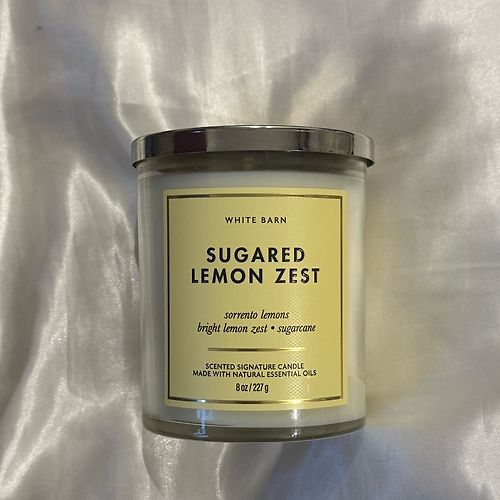 WHITE BARN
SUGARED
LEMON ZEST
sorrento lemons
bright lemon zest • sugarcane
SCENTED SIGNATURE CANDLE
MADE WITH NATURAL ESSENTIAL OILS
8 oz / 227 g